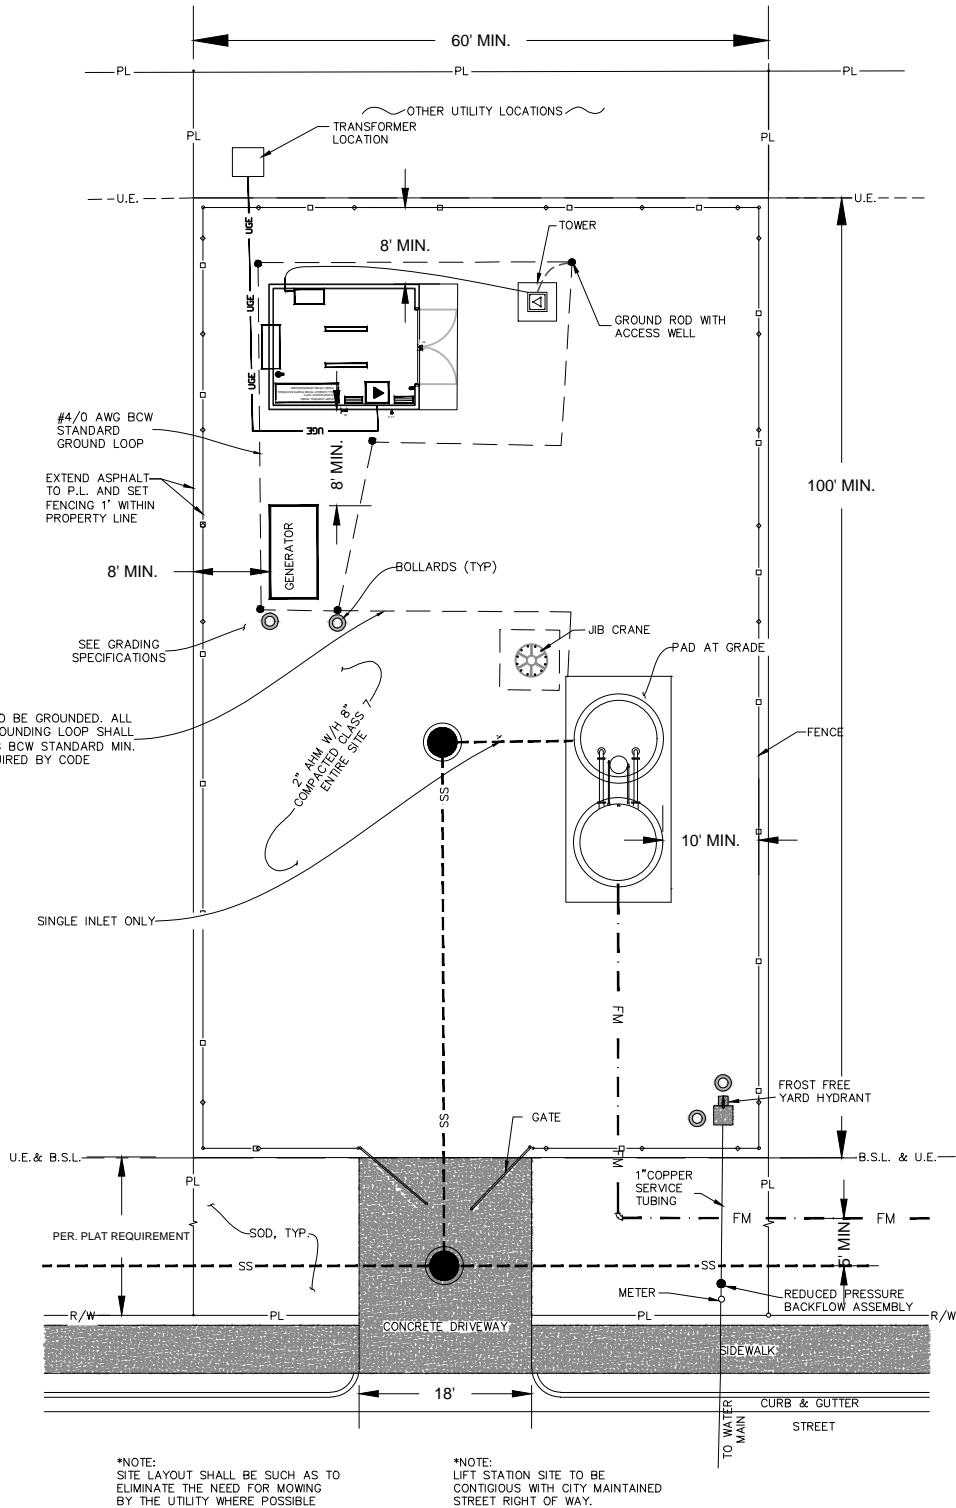 60' MIN.
PL
PL
PL
OTHER UTILITY LOCATIONS
TRANSFORMER
LOCATION
PL
PL
U.E.
U.E.
UGE
8' MIN.
TOWER
UGE
GROUND ROD WITH
ACCESS WELL
UGE
#4/0 AWG BCW
STANDARD
GROUND LOOP
UGE
8' MIN.
EXTEND ASPHALT
TO P.L. AND SET
FENCING 1' WITHIN
PROPERTY LINE
100' MIN.
GENERATOR
8' MIN.
BOLLARDS (TYP)
SEE GRADING
SPECIFICATIONS
JIB CRANE
PAD AT GRADE
O BE GROUNDED. ALL
OUNDING LOOP SHALL
BCW STANDARD MIN.
UIRED BY CODE
2" AHM W/H 8"
COMPACTED CLASS 7
ENTIRE SITE
FENCE
SS
10' MIN.
SINGLE INLET ONLY
FM
FROST FREE
YARD HYDRANT
SS
GATE
U.E.& B.S.L.
FM
B.S.L. & U.E.
PL
1"COPPER
SERVICE
TUBING
PL
PER. PLAT REQUIREMENT
SOD, TYP.
FM
FM
5' MIN
SS
SS
METER
REDUCED PRESSURE
BACKFLOW ASSEMBLY
R/W
PL
PL
R/W
CONCRETE DRIVEWAY
SIDEWALK
18'
CURB & GUTTER
STREET
TO WATER
MAIN
*NOTE:
SITE LAYOUT SHALL BE SUCH AS TO
ELIMINATE THE NEED FOR MOWING
BY THE UTILITY WHERE POSSIBLE
*NOTE:
LIFT STATION SITE TO BE
CONTIGIOUS WITH CITY MAINTAINED
STREET RIGHT OF WAY.